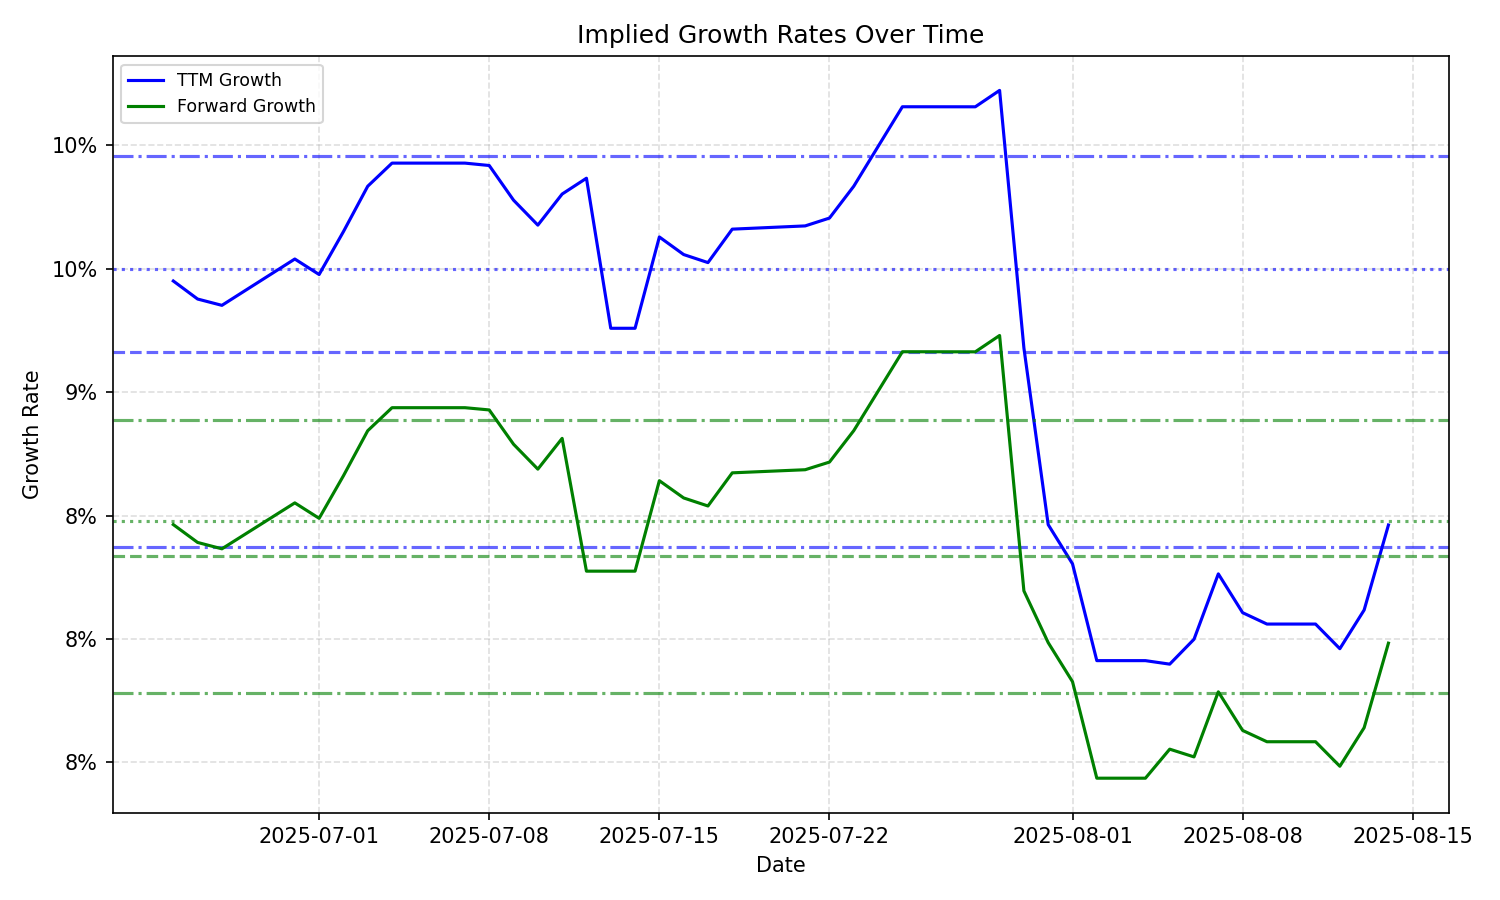 Implied Growth Rates Over Time
TTM Growth
Forward Growth
10%
10%
9%
8%
8%
8%
Growth Rate
2025-07-01
2025-07-08
2025-07-15
2025-07-22
2025-08-01
2025-08-08
2025-08-15
Date